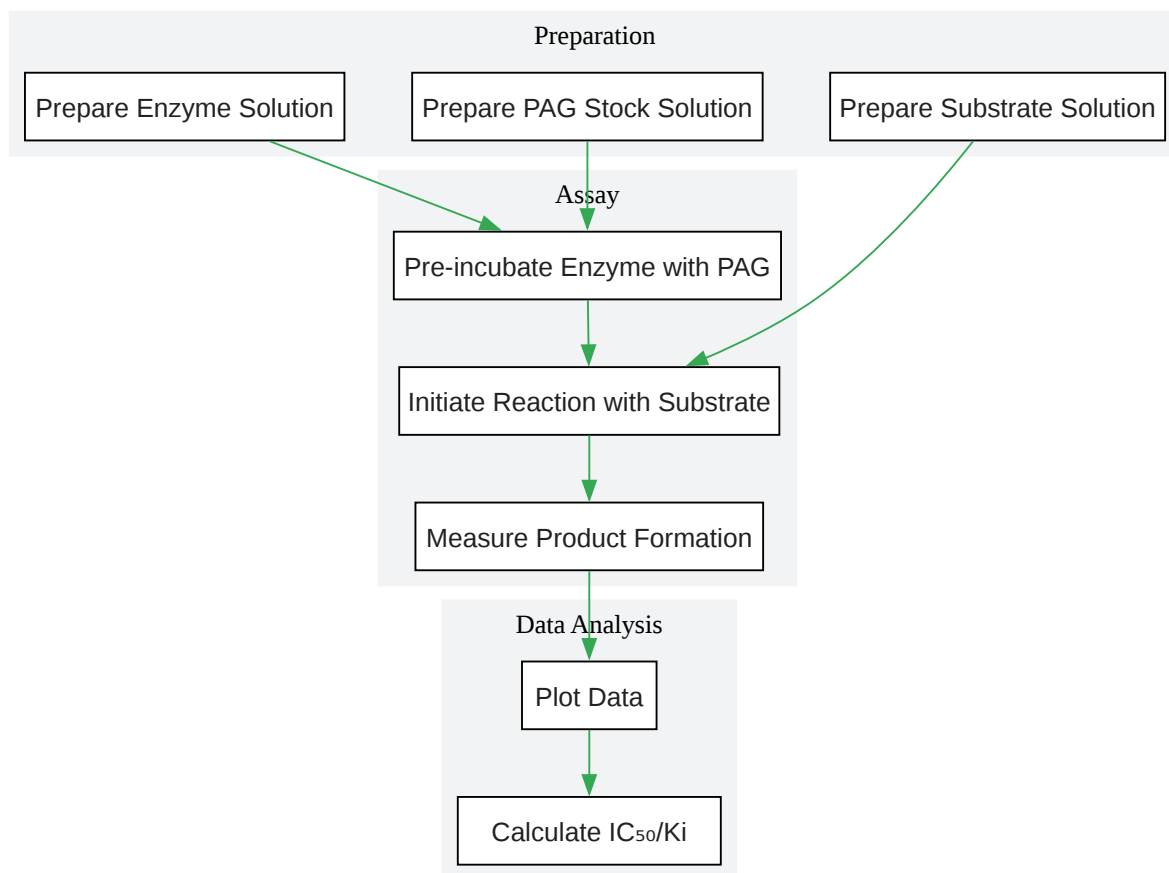 Preparation
Prepare Enzyme Solution
Prepare PAG Stock Solution
Prepare Substrate Solution
Assay
Pre-incubate Enzyme with PAG
Initiate Reaction with Substrate
Measure Product Formation
Data Analysis
Plot Data
Calculate IC₅₀/Ki